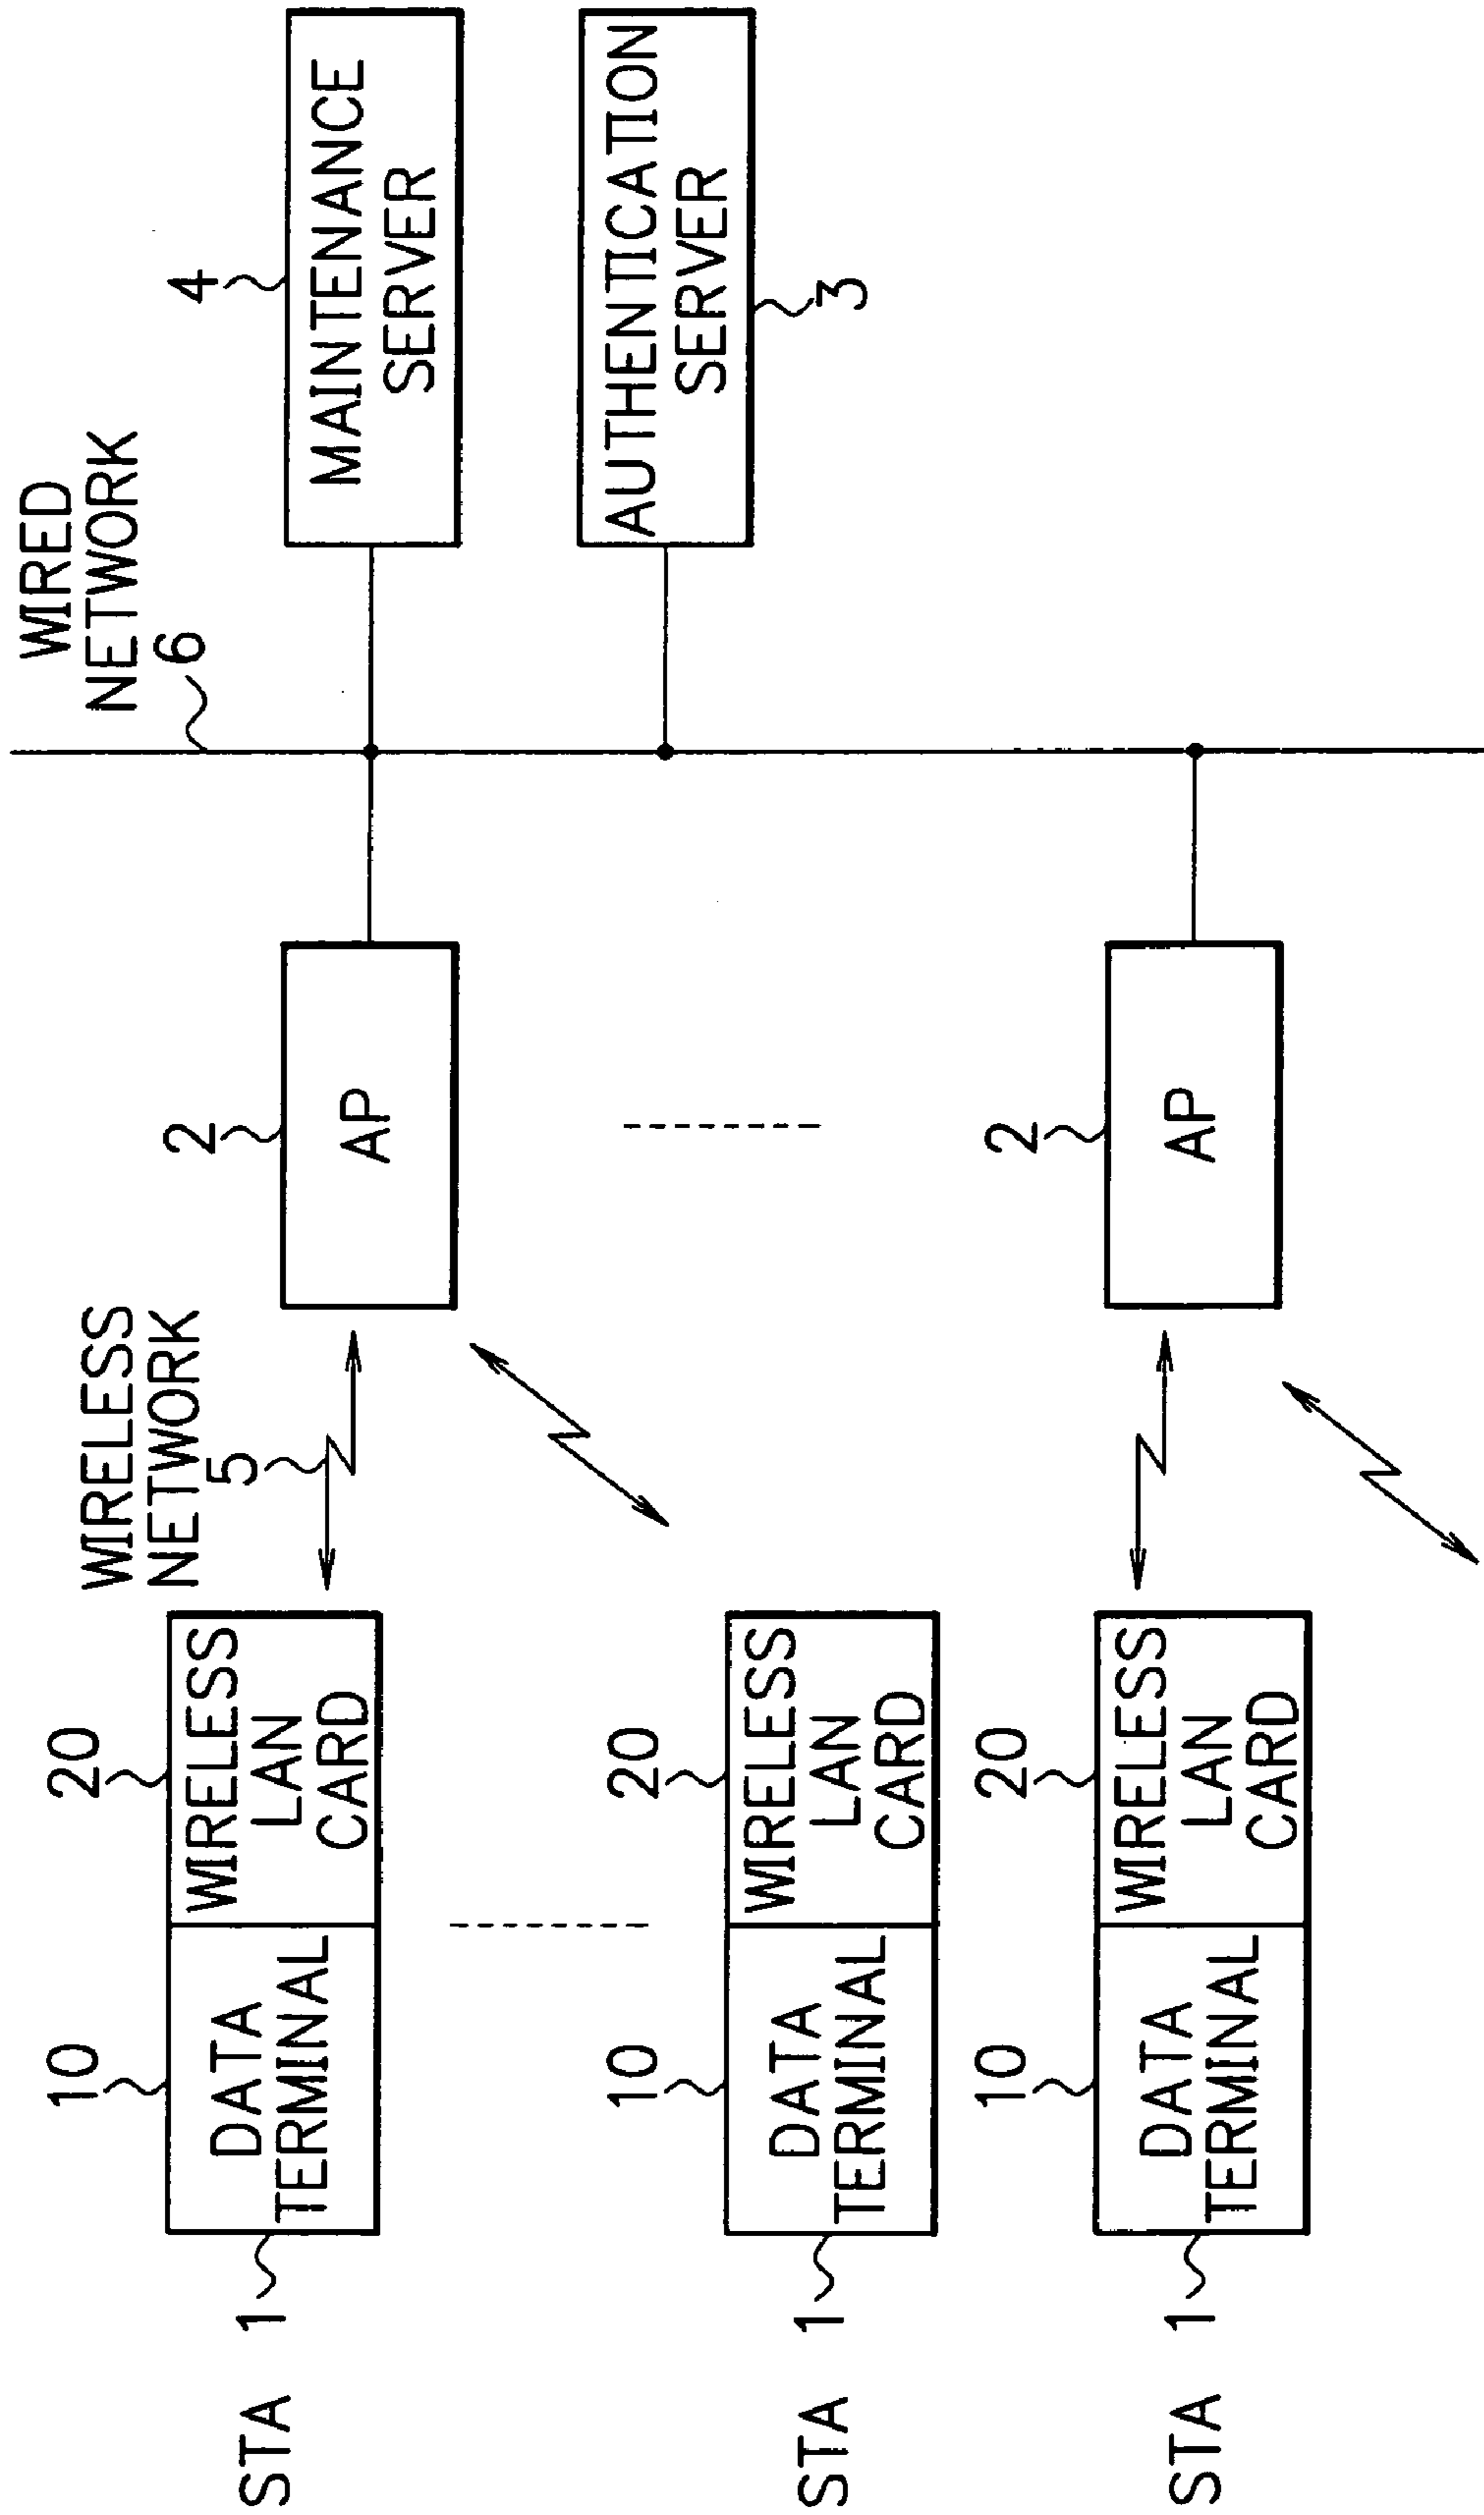 STA
1
10
DATA
TERMINAL
20
WIRELESS
LAN
CARD
WIRELESS
NETWORK
5
2
AP
WIRED
NETWORK
6
4
MAINTENANCE
SERVER
AUTHENTICATION
SERVER
3
STA
1
10
DATA
TERMINAL
20
WIRELESS
LAN
CARD
STA
1
10
DATA
TERMINAL
20
WIRELESS
LAN
CARD
2
AP